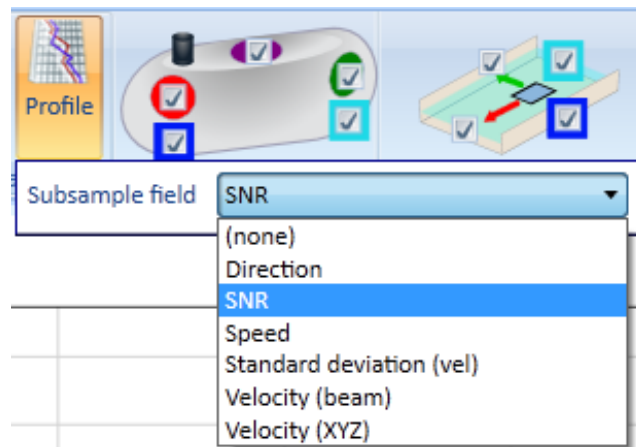 Profile
Subsample field SNR
(none)
Direction
SNR
Speed
Standard deviation (vel)
Velocity (beam)
Velocity (XYZ)